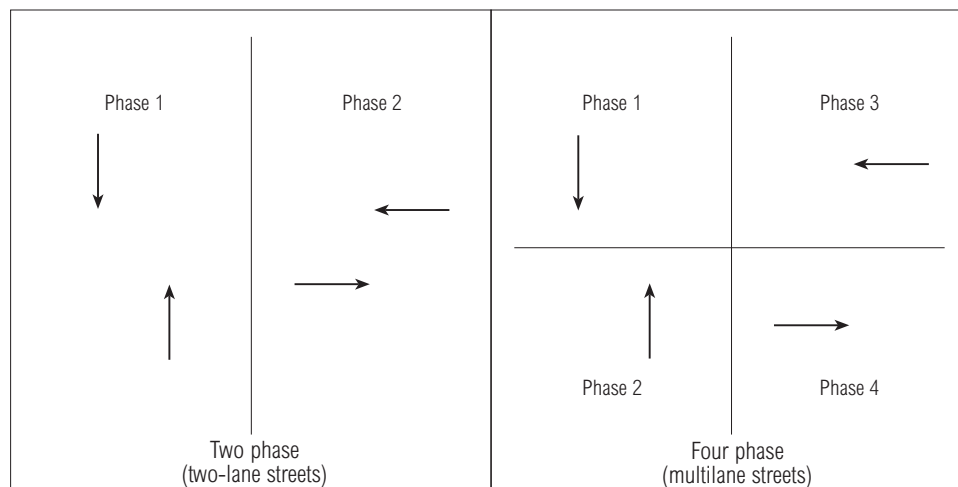 Phase 1
Phase 2
Two phase
(two-lane streets)
Phase 1
Phase 3
Phase 2
Phase 4
Four phase
(multilane streets)